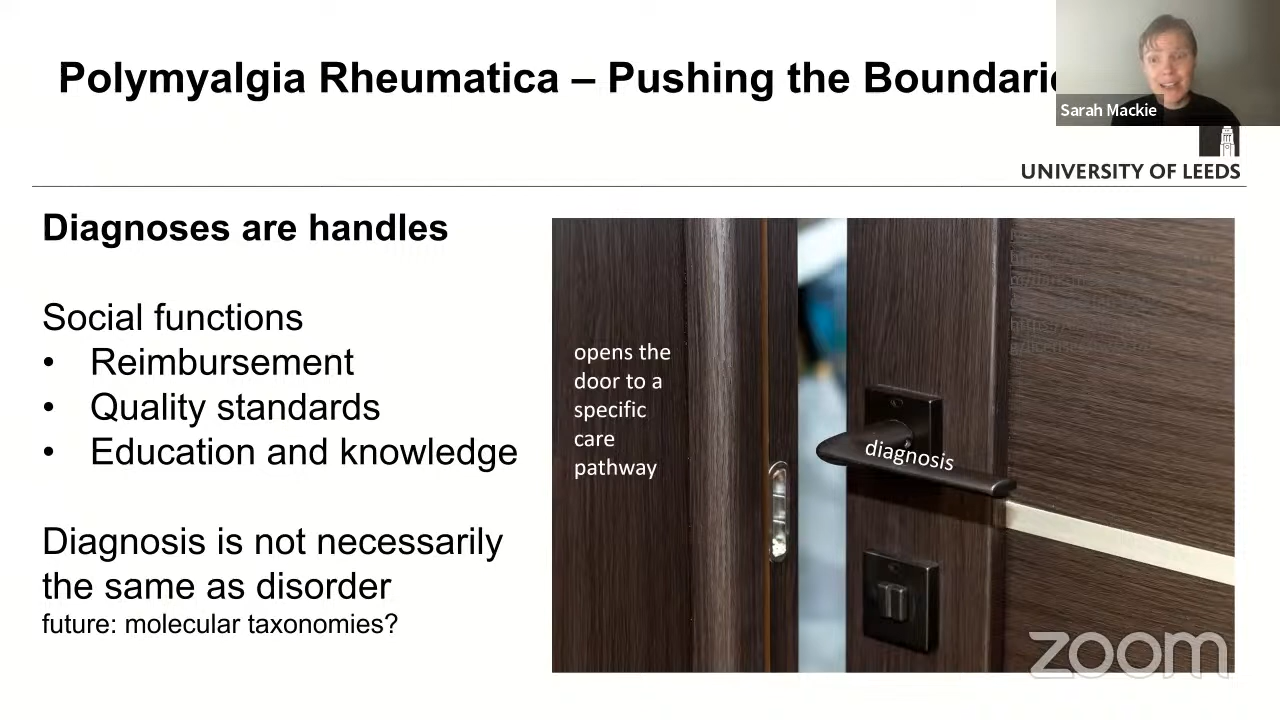 Polymyalgia Rheumatica – Pushing the
Sarah Mackie
UNIVERSITY OF LEEDS
Diagnoses are handles
Social functions
• Reimbursement
• Quality standards
• Education and knowledge
Diagnosis is not necessarily
the same as disorder
future: molecular taxonomies?
opens the
door to a
specific
care
pathway
diagnosis
zoom